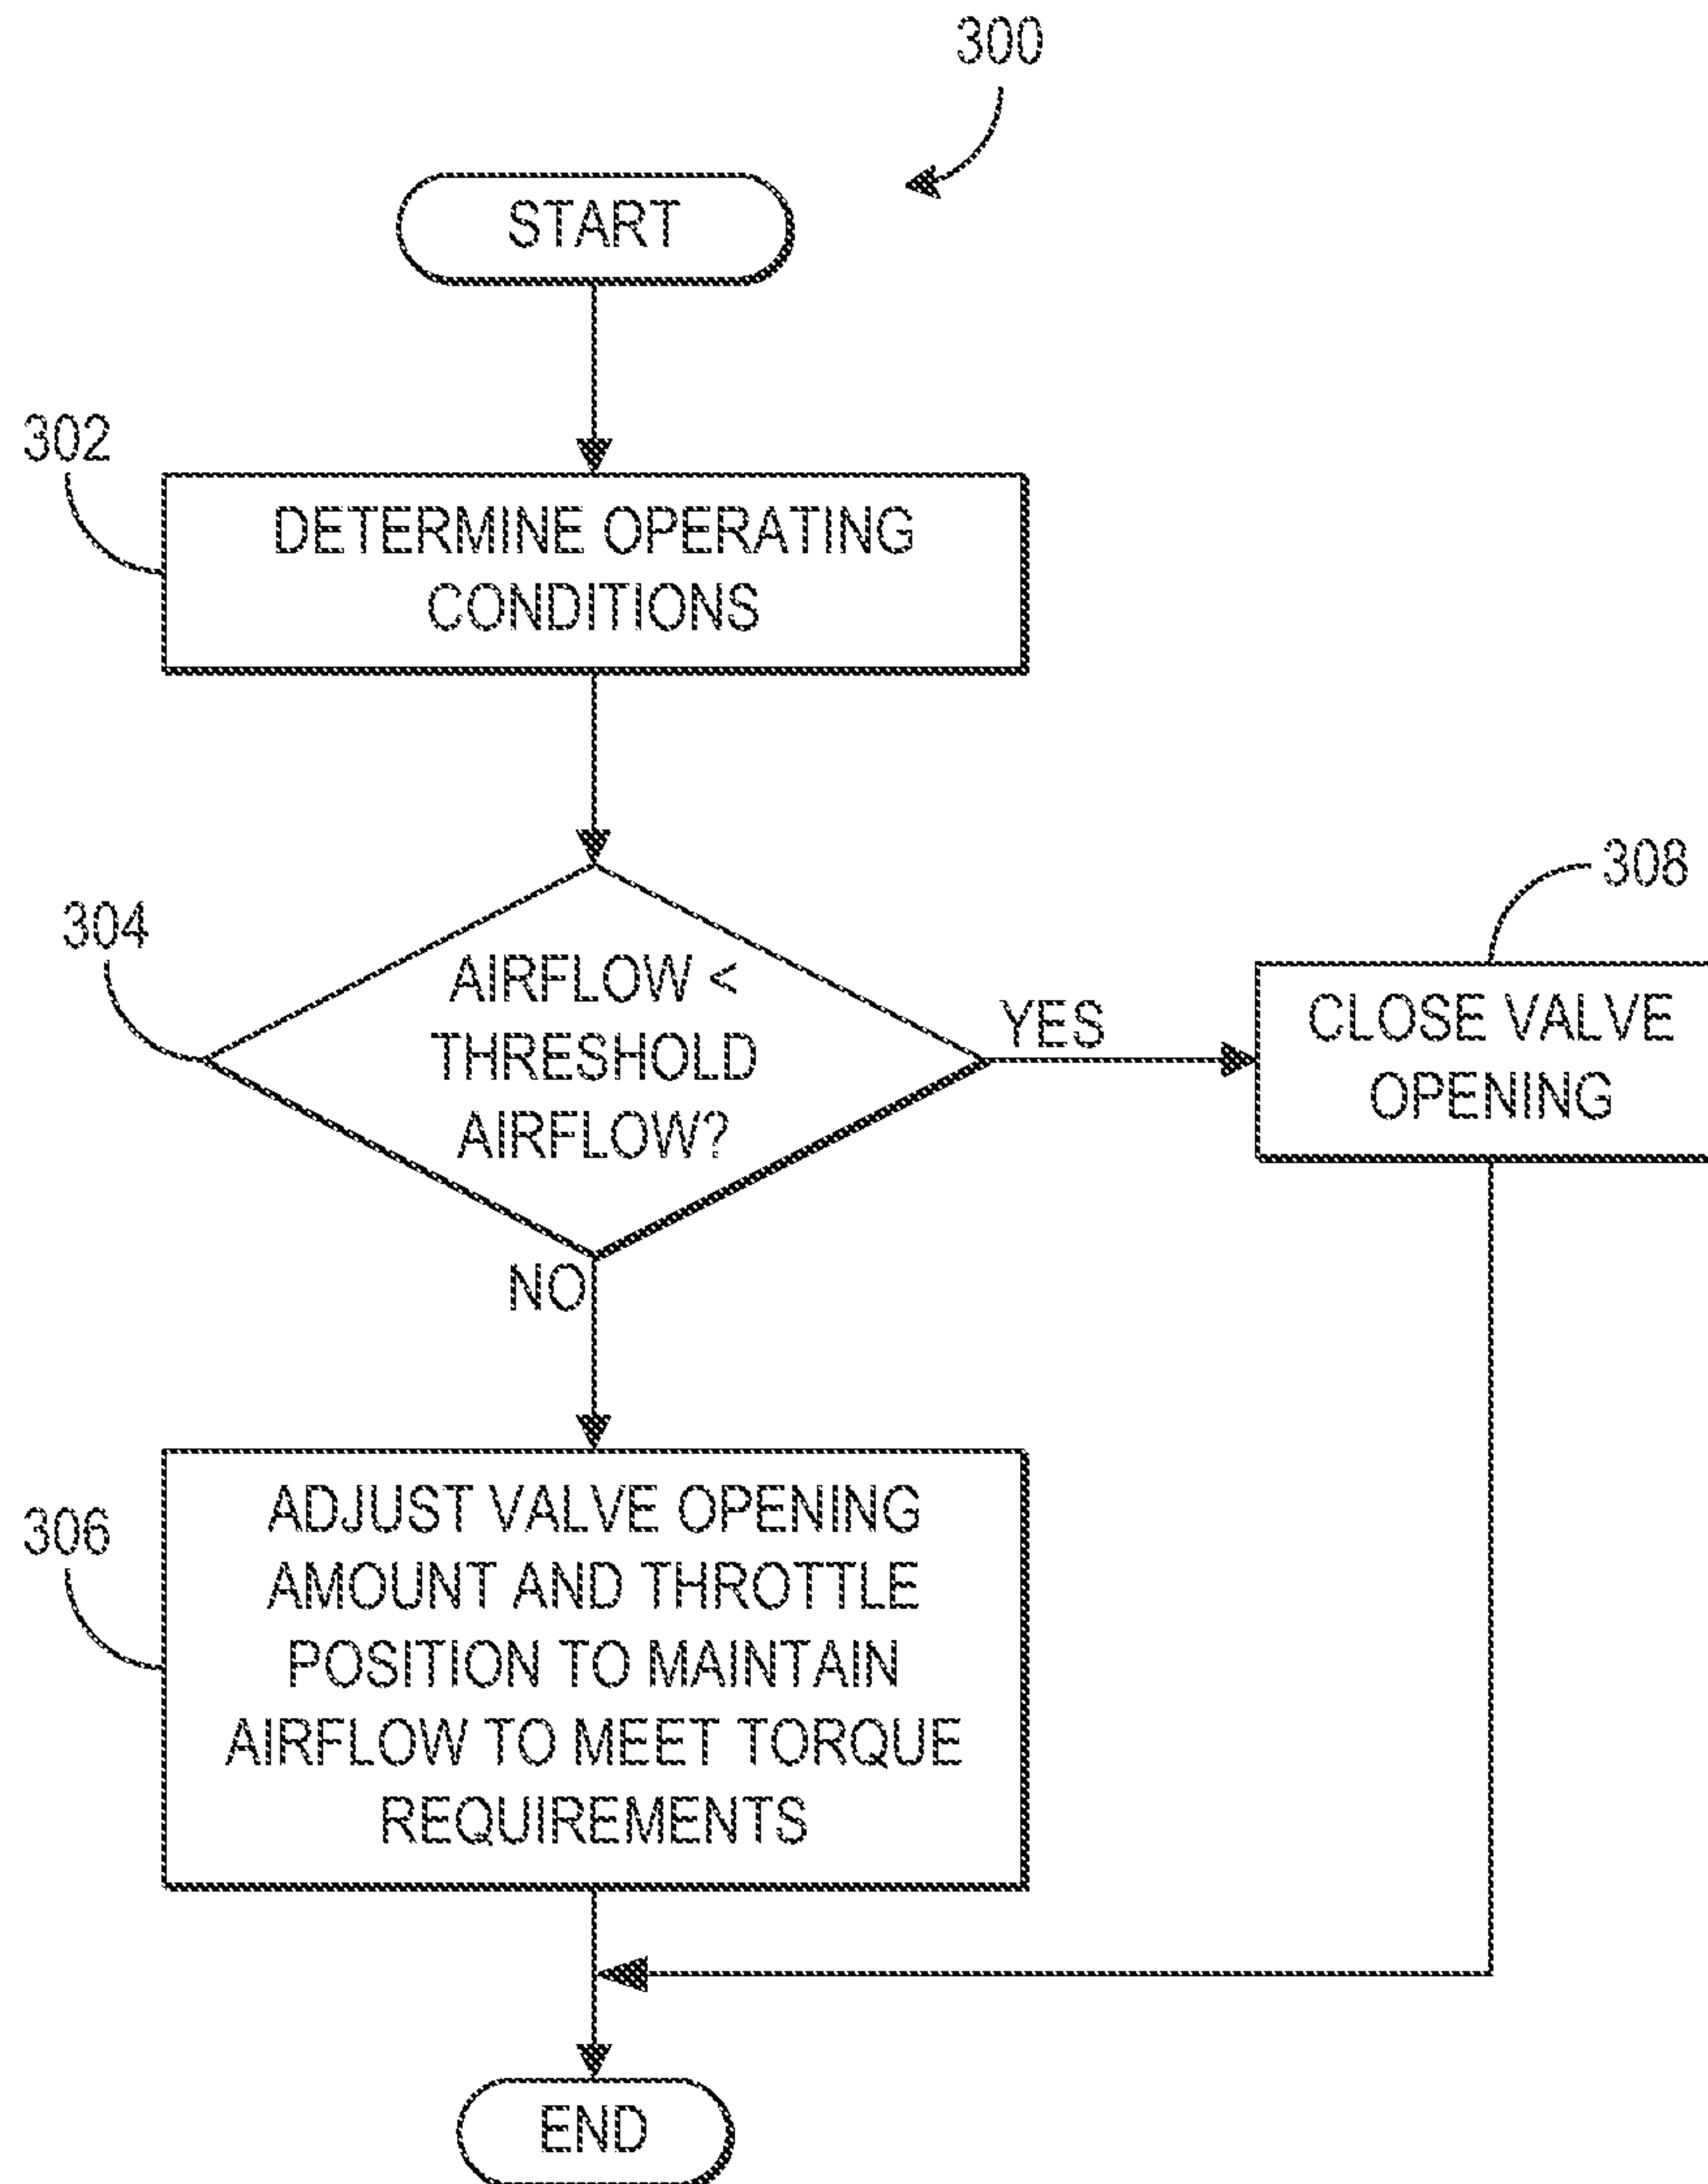 300
START
302
DETERMINE OPERATING
CONDITIONS
304
AIRFLOW <
THRESHOLD
AIRFLOW?
YES
308
CLOSE VALVE
OPENING
NO
306
ADJUST VALVE OPENING
AMOUNT AND THROTTLE
POSITION TO MAINTAIN
AIRFLOW TO MEET TORQUE
REQUIREMENTS
END